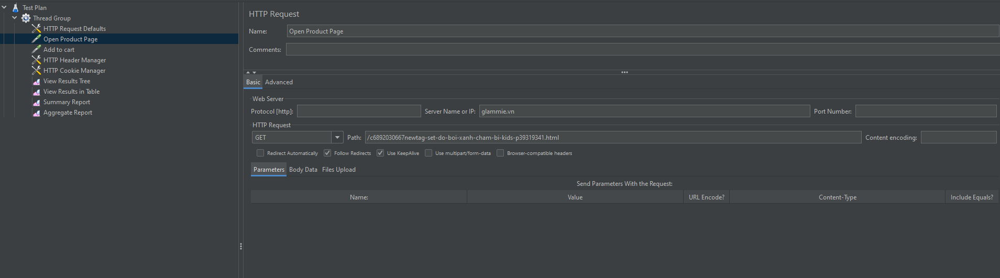 Test Plan
Thread Group
HTTP Request Defaults
Open Product Page
Add to cart
HTTP Header Manager
HTTP Cookie Manager
View Results Tree
View Results in Table
Summary Report
Aggregate Report
HTTP Request
Name: Open Product Page
Comments:
Basic Advanced
Web Server
Protocol [http]: Server Name or IP: glammie.vn Port Number:
HTTP Request
GET Path: /c6892030667newtag-set-do-boi-xanh-cham-bi-kids-p39319341.html Content encoding:
Redirect Automatically Follow Redirects Use KeepAlive Use multipart/form-data Browser-compatible headers
Parameters Body Data Files Upload
Send Parameters With the Request:
Name: Value URL Encode? Content-Type Include Equals?